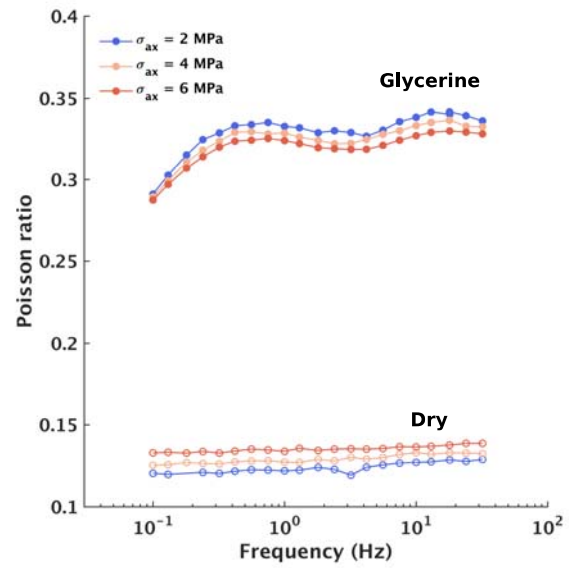 0.4
σax = 2 MPa
σax = 4 MPa
σax = 6 MPa
Glycerine
0.35
0.3
0.25
0.2
0.15
0.1
Poisson ratio
Dry
10-1
100
101
102
Frequency (Hz)